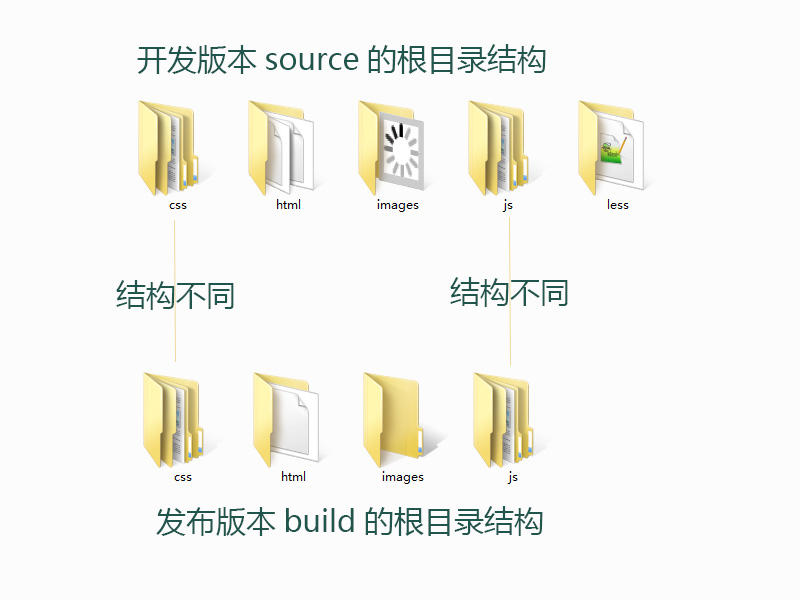 开发版本 source 的根目录结构
css html images js less
结构不同 结构不同
css html images js
发布版本 build 的根目录结构